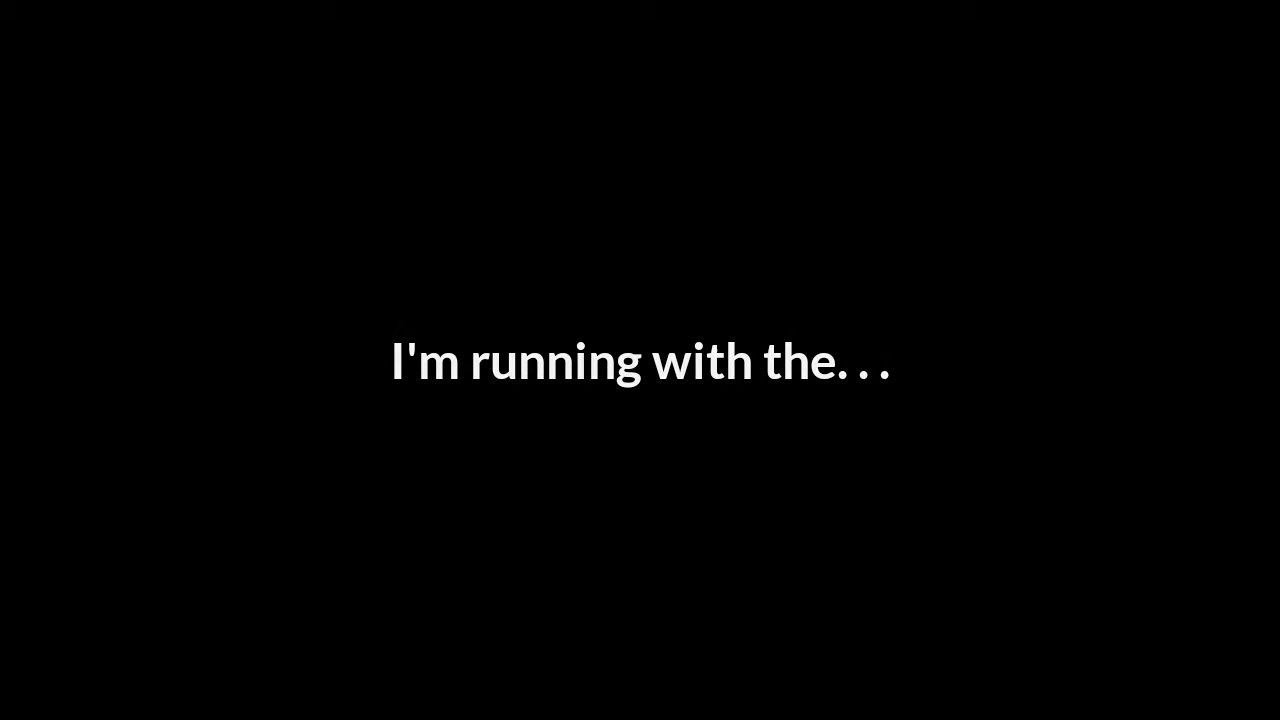 I'm running with the. . .